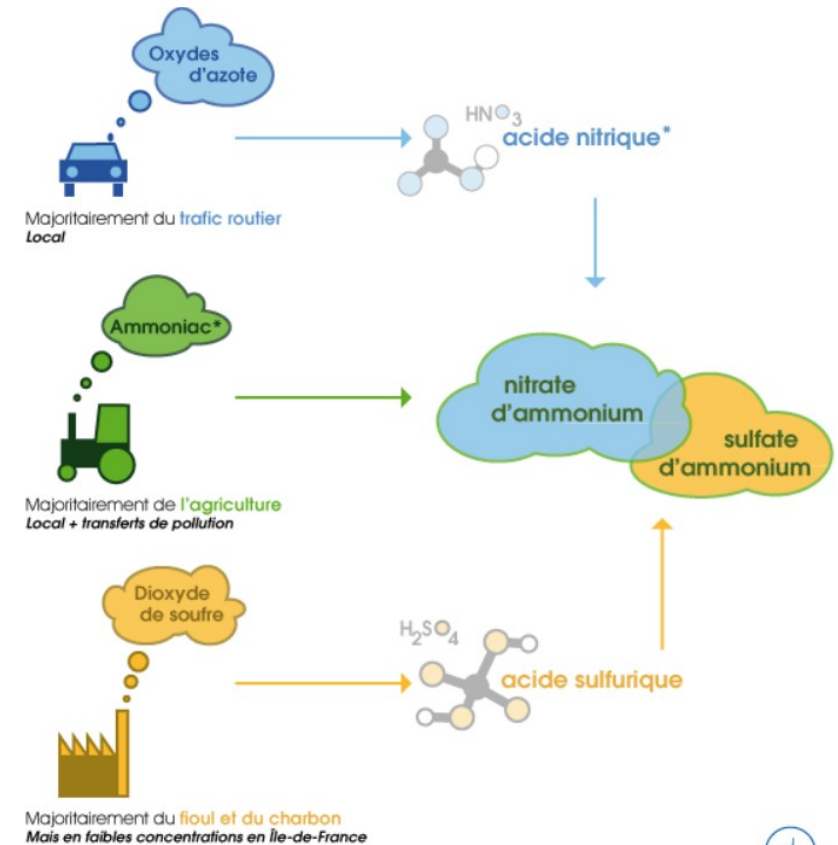 Oxydes
d'azote
HNO3
acide nitrique*
Majoritairement du trafic routier
Local
Ammoniac*
nitrate
d'ammonium
sulfate
d'ammonium
Majoritairement de l'agriculture
Local + transferts de pollution
Dioxyde
de soufre
H2SO4
acide sulfurique
Majoritairement du fioul et du charbon
Mais en faibles concentrations en Île-de-France